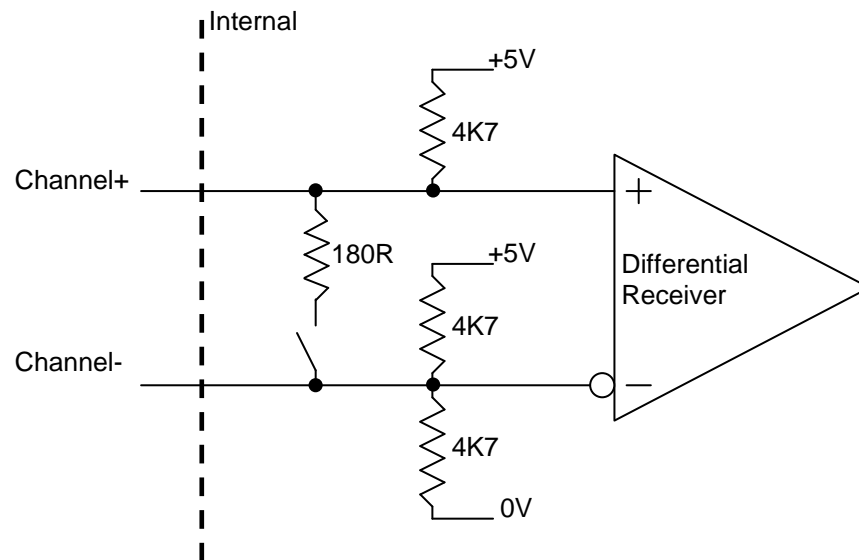 Internal
+5V
4K7
Channel+
+
180R
+5V
Differential
Receiver
4K7
Channel-
−
4K7
0V